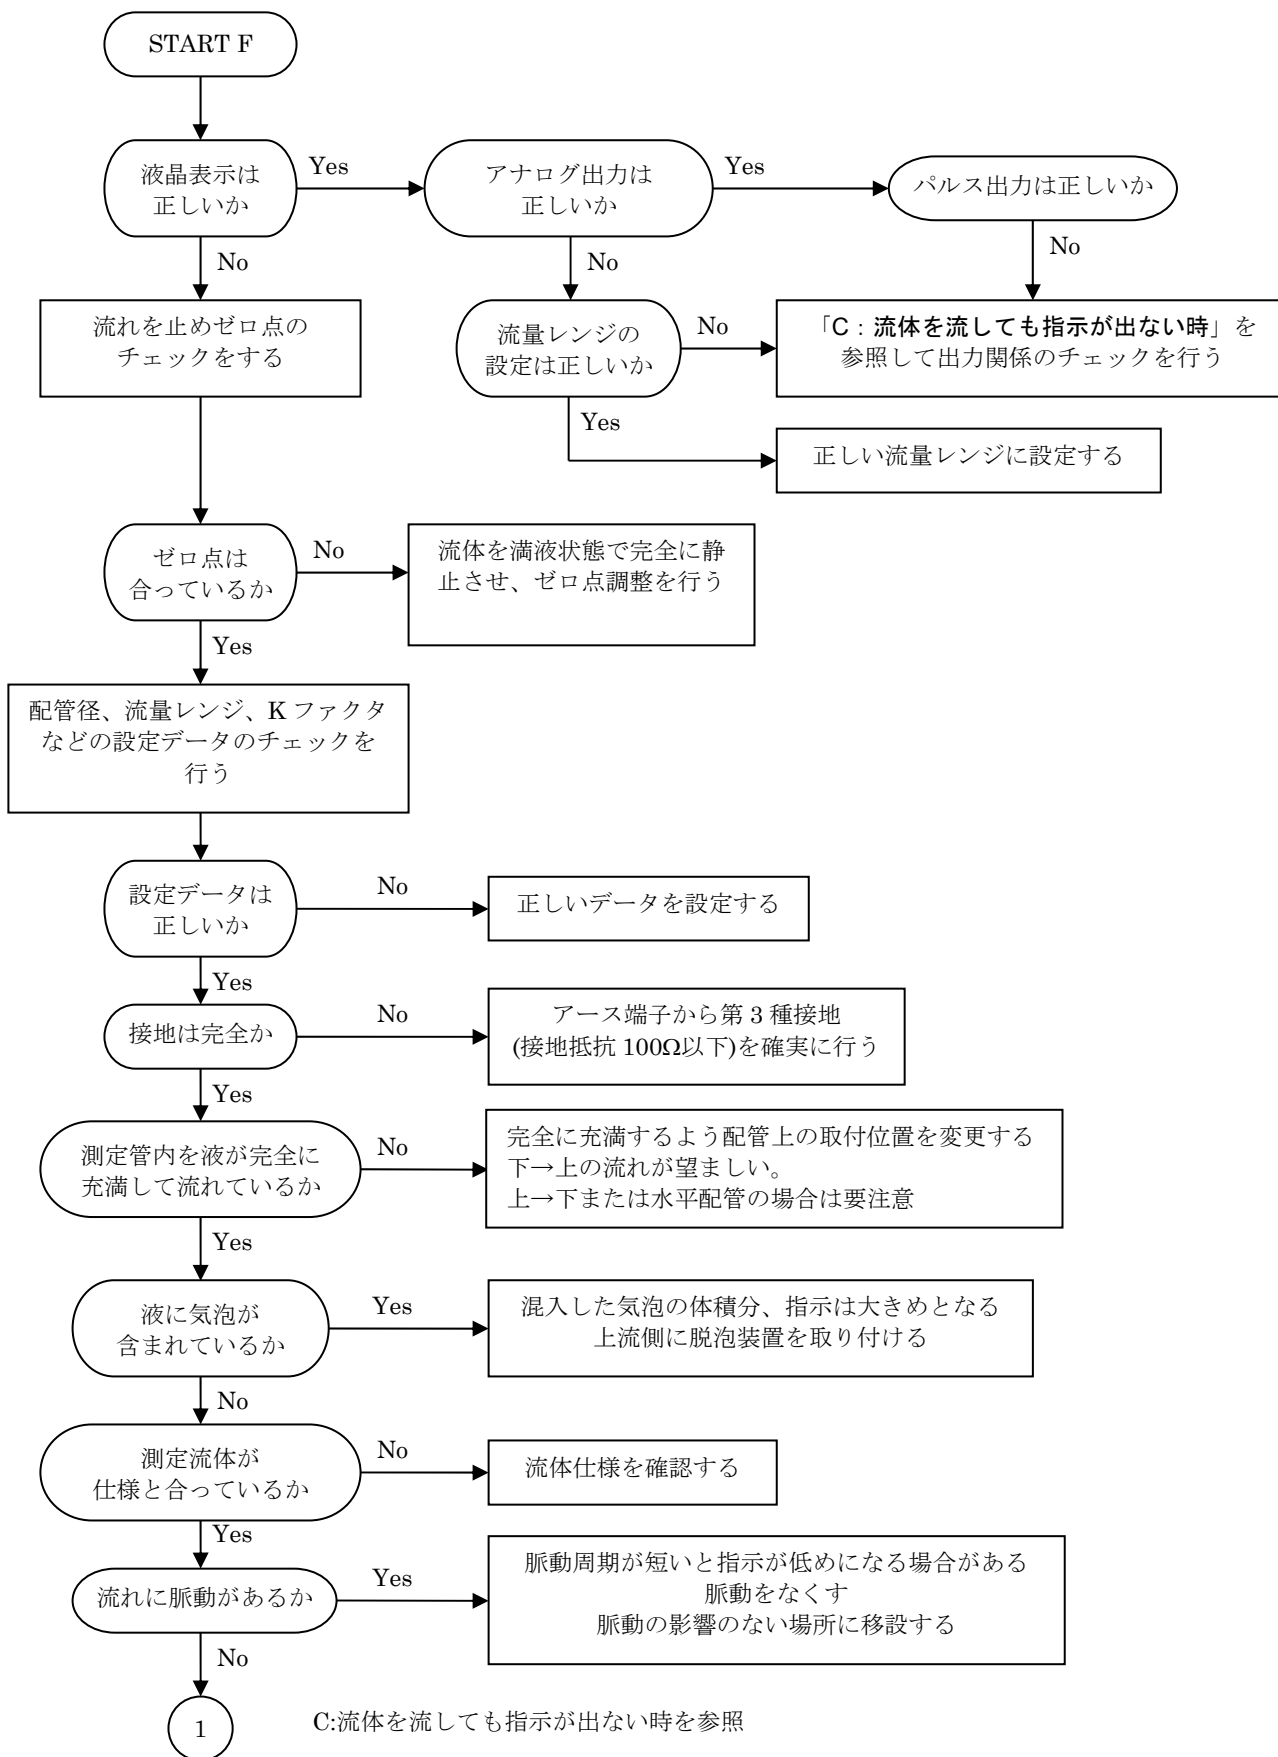 START F
液晶表示は
正しいか
Yes
アナログ出力は
正しいか
Yes
パルス出力は正しいか
No
No
No
流れを止めゼロ点の
チェックをする
流量レンジの
設定は正しいか
No
「C：流体を流しても指示が出ない時」を
参照して出力関係のチェックを行う
Yes
正しい流量レンジに設定する
ゼロ点は
合っているか
No
流体を満液状態で完全に静
止させ、ゼロ点調整を行う
Yes
配管径、流量レンジ、K ファクタ
などの設定データのチェックを
行う
設定データは
正しいか
No
正しいデータを設定する
Yes
接地は完全か
No
アース端子から第 3 種接地
(接地抵抗 100Ω以下)を確実に行う
Yes
測定管内を液が完全に
充満して流れているか
No
完全に充満するよう配管上の取付位置を変更する
下→上の流れが望ましい。
上→下または水平配管の場合は要注意
Yes
液に気泡が
含まれているか
Yes
混入した気泡の体積分、指示は大きめとなる
上流側に脱泡装置を取り付ける
No
測定流体が
仕様と合っているか
No
流体仕様を確認する
Yes
流れに脈動があるか
Yes
脈動周期が短いと指示が低めになる場合がある
脈動をなくす
脈動の影響のない場所に移設する
No
1
C:流体を流しても指示が出ない時を参照